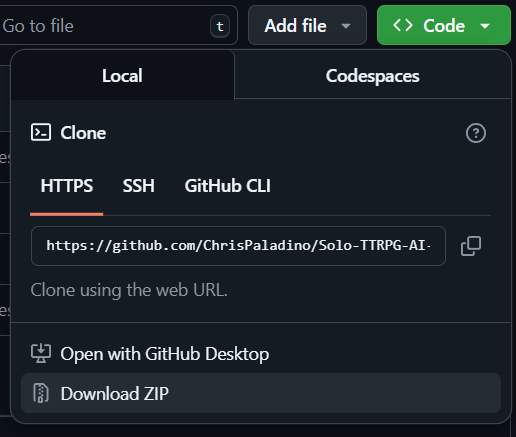 Go to file t Add file Code
Local Codespaces
Clone
HTTPS SSH GitHub CLI
https://github.com/ChrisPaladino/Solo-TTRPG-AI-
Clone using the web URL.
Open with GitHub Desktop
Download ZIP